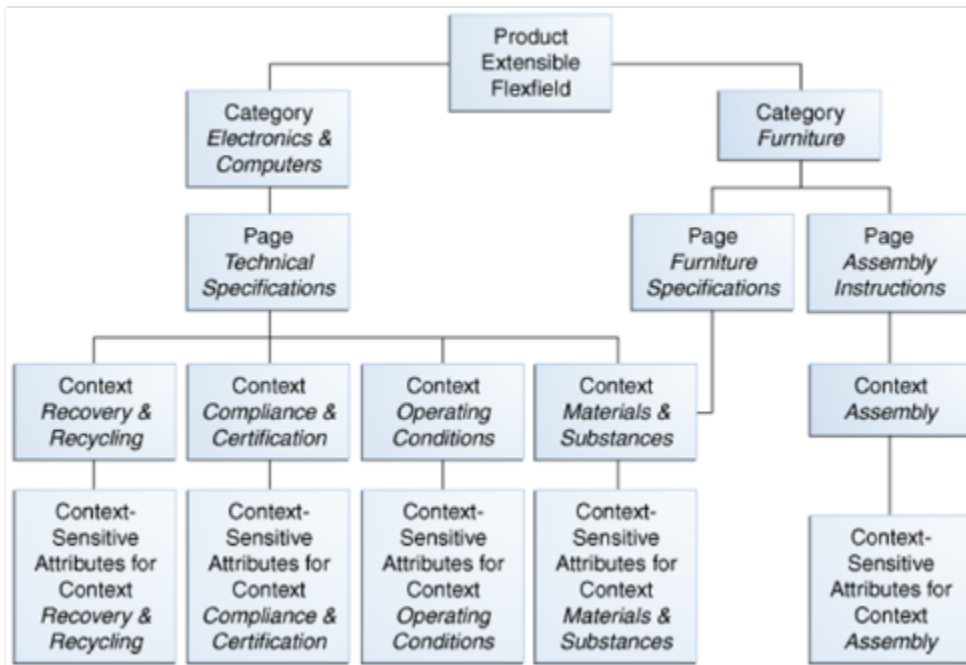 Product
Extensible
Flexfield
Category
Electronics &
Computers
Category
Furniture
Page
Technical
Specifications
Page
Furniture
Specifications
Page
Assembly
Instructions
Context
Recovery &
Recycling
Context
Compliance &
Certification
Context
Operating
Conditions
Context
Materials &
Substances
Context
Assembly
Context-
Sensitive
Attributes for
Context
Recovery &
Recycling
Context-
Sensitive
Attributes for
Context
Compliance &
Certification
Context-
Sensitive
Attributes for
Context
Operating
Conditions
Context-
Sensitive
Attributes for
Context
Materials &
Substances
Context-
Sensitive
Attributes for
Context
Assembly